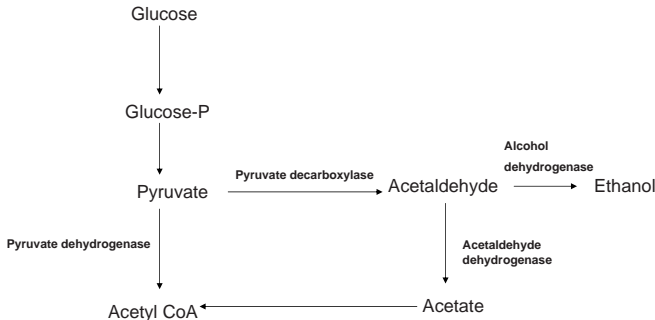 Glucose
Glucose-P
Alcohol
dehydrogenase
Pyruvate decarboxylase
Pyruvate
Acetaldehyde
Ethanol
Pyruvate dehydrogenase
Acetaldehyde
dehydrogenase
Acetyl CoA
Acetate